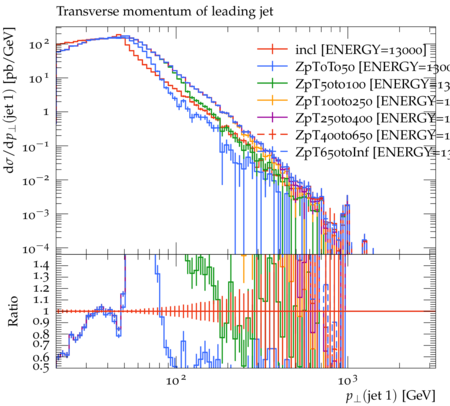 Transverse momentum of leading jet
dσ/dp⊥(jet 1) [pb/GeV]
10²
10¹
1
10⁻¹
10⁻²
10⁻³
10⁻⁴
incl [ENERGY=13000]
ZpToTo50 [ENERGY=1300
ZpT50to100 [ENERGY=13
ZpT100to250 [ENERGY=1
ZpT250to400 [ENERGY=1
ZpT400to650 [ENERGY=1
ZpT650toInf [ENERGY=13
Ratio
1.4
1.3
1.2
1.1
1
0.9
0.8
0.7
0.6
0.5
10²
10³
p⊥(jet 1) [GeV]